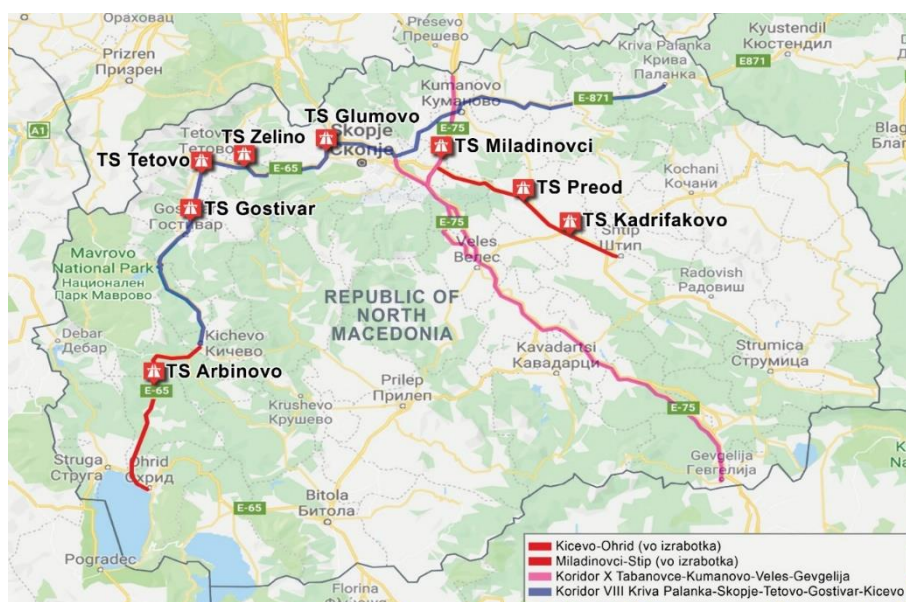 Ораховац
Prizren
Призрен
Preševo
Прешево
Kyustendil
Кюстендил
Kriva Palanka
Крива
Паланка
E871
E-871
A1
Kumanovo
Куманово
TS Glumovo
Skopje
Скопје
TS Zelino
Tetovo
Тетово
TS Tetovo
E-65
E-75
TS Miladinovci
TS Preod
TS Kadrifakovo
Kochani
Кочани
Shtip
Штип
TS Gostivar
Гостивар
Mavrovo
National Park
Национален
Парк Маврово
E-75
Veles
Велес
REPUBLIC OF
NORTH
MACEDONIA
Radovish
Радовиш
Debar
Дебар
Kichevo
Кичево
TS Arbinovo
E-65
Kavadartsi
Кавадарци
Strumica
Струмица
Prilep
Прилеп
Krushevo
Крушево
E-75
Gevgelija
Гевгелија
Struga
Струга
Ohrid
Охрид
Bitola
Битола
E-65
Pogradec
Florina
Kicevo-Ohrid (vo izrabotka)
Miladinovci-Stip (vo izrabotka)
Koridor X Tabanovce-Kumanovo-Veles-Gevgelija
Koridor VIII Kriva Palanka-Skopje-Tetovo-Gostivar-Kicevo